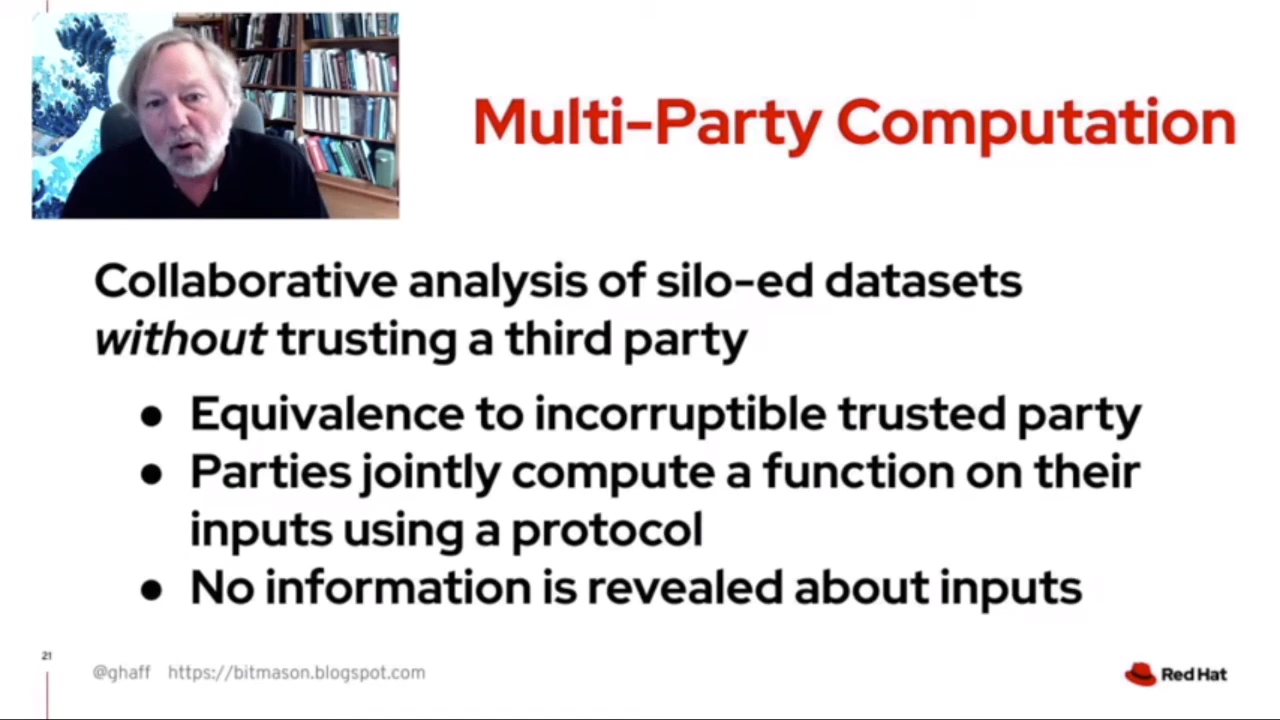 Multi-Party Computation
Collaborative analysis of silo-ed datasets
without trusting a third party
● Equivalence to incorruptible trusted party
● Parties jointly compute a function on their
inputs using a protocol
● No information is revealed about inputs
21
@ghaff https://bitmason.blogspot.com
Red Hat